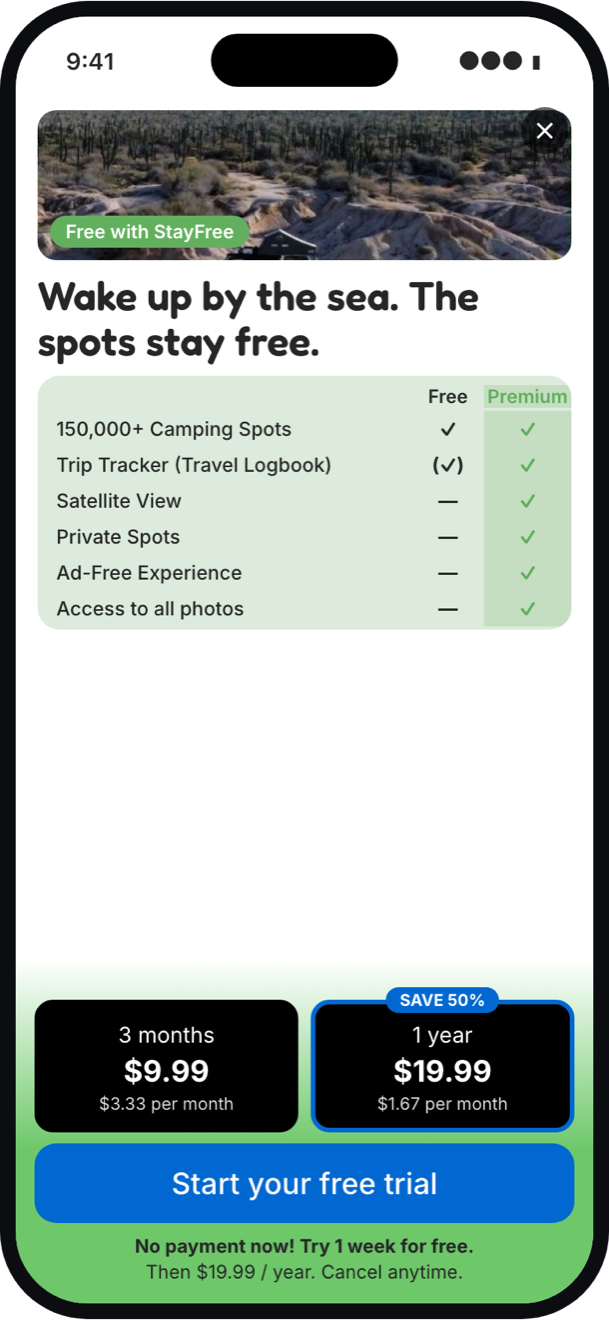 9:41
Free with StayFree
Wake up by the sea. The
spots stay free.
Free Premium
150,000+ Camping Spots ✓ ✓
Trip Tracker (Travel Logbook) (✓) ✓
Satellite View — ✓
Private Spots — ✓
Ad-Free Experience — ✓
Access to all photos — ✓
SAVE 50%
3 months
$9.99
$3.33 per month
1 year
$19.99
$1.67 per month
Start your free trial
No payment now! Try 1 week for free.
Then $19.99 / year. Cancel anytime.